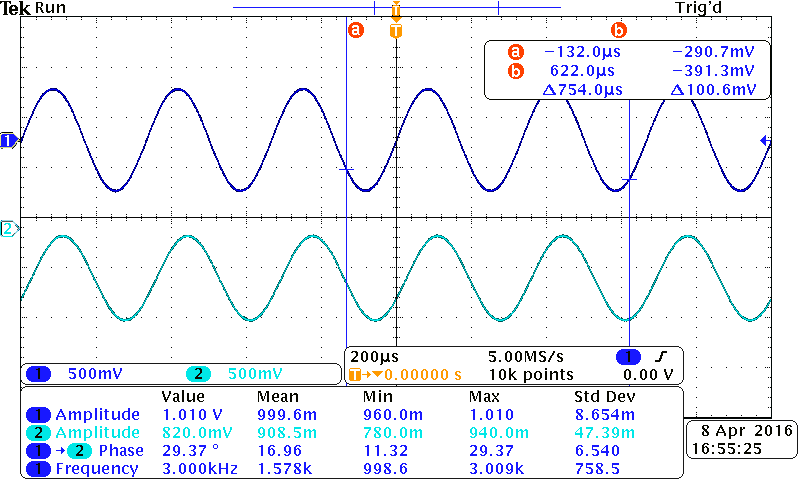 Tek Run T Trig'd
a T b
a −132.0µs −290.7mV
b 622.0µs −391.3mV
Δ754.0µs Δ100.6mV
1
2
200µs 5.00MS/s 1
1 500mV 2 500mV T→▼0.00000 s 10k points 0.00 V
Value Mean Min Max Std Dev
1 Amplitude 1.010 V 999.6m 960.0m 1.010 8.654m
2 Amplitude 820.0mV 908.5m 780.0m 940.0m 47.39m
1 → 2 Phase 29.37 ° 16.96 11.32 29.37 6.540
1 Frequency 3.000kHz 1.578k 998.6 3.009k 758.5
8 Apr 2016
16:55:25